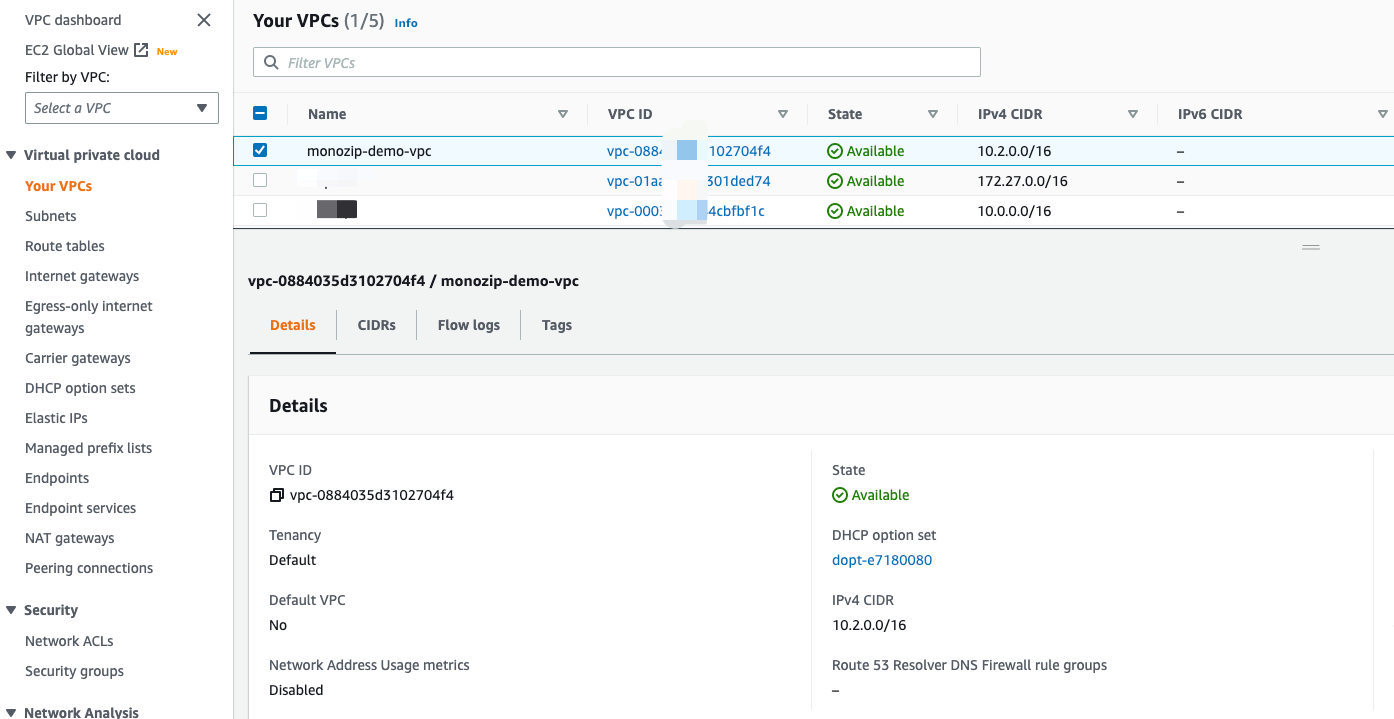 VPC dashboard
EC2 Global View New
Filter by VPC:
Select a VPC
Virtual private cloud
Your VPCs
Subnets
Route tables
Internet gateways
Egress-only internet
gateways
Carrier gateways
DHCP option sets
Elastic IPs
Managed prefix lists
Endpoints
Endpoint services
NAT gateways
Peering connections
Security
Network ACLs
Security groups
Network Analysis
Your VPCs (1/5) Info
Filter VPCs
Name VPC ID State IPv4 CIDR IPv6 CIDR
monozip-demo-vpc vpc-088 102704f4 Available 10.2.0.0/16 –
vpc-01a 301ded74 Available 172.27.0.0/16 –
vpc-000 4cbfbf1c Available 10.0.0.0/16 –
vpc-0884035d3102704f4 / monozip-demo-vpc
Details CIDRs Flow logs Tags
Details
VPC ID
vpc-0884035d3102704f4
Tenancy
Default
Default VPC
No
Network Address Usage metrics
Disabled
State
Available
DHCP option set
dopt-e7180080
IPv4 CIDR
10.2.0.0/16
Route 53 Resolver DNS Firewall rule groups
–